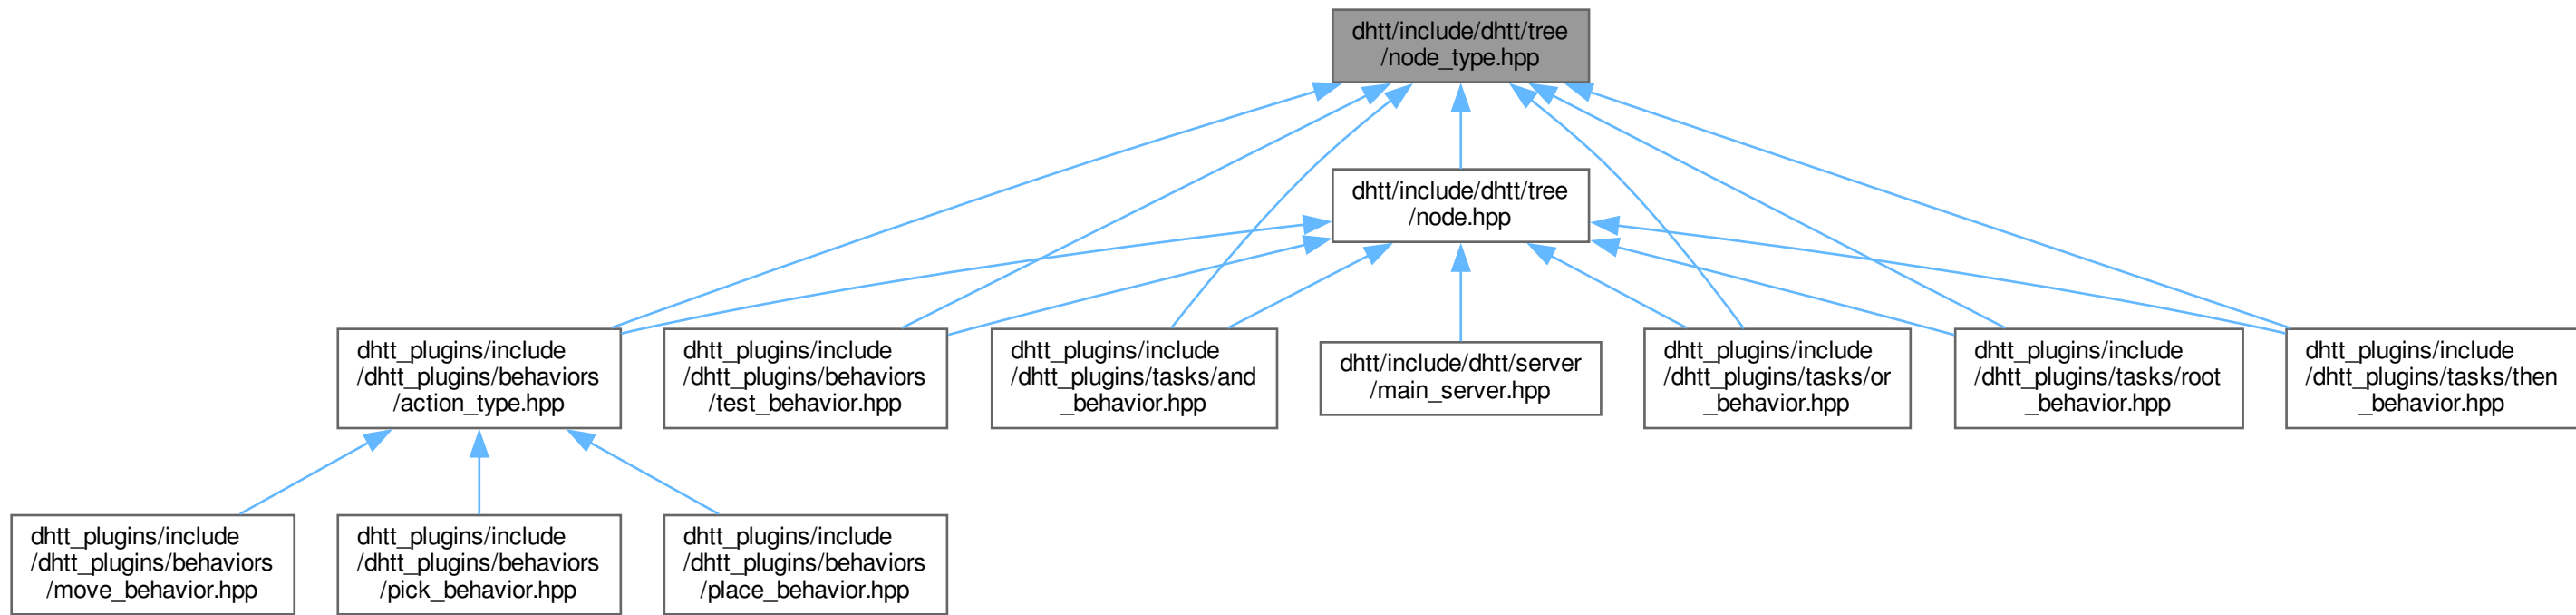 dhtt/include/dhtt/tree
/node_type.hpp
dhtt/include/dhtt/tree
/node.hpp
dhtt_plugins/include
/dhtt_plugins/behaviors
/action_type.hpp
dhtt_plugins/include
/dhtt_plugins/behaviors
/test_behavior.hpp
dhtt_plugins/include
/dhtt_plugins/tasks/and
_behavior.hpp
dhtt/include/dhtt/server
/main_server.hpp
dhtt_plugins/include
/dhtt_plugins/tasks/or
_behavior.hpp
dhtt_plugins/include
/dhtt_plugins/tasks/root
_behavior.hpp
dhtt_plugins/include
/dhtt_plugins/tasks/then
_behavior.hpp
dhtt_plugins/include
/dhtt_plugins/behaviors
/move_behavior.hpp
dhtt_plugins/include
/dhtt_plugins/behaviors
/pick_behavior.hpp
dhtt_plugins/include
/dhtt_plugins/behaviors
/place_behavior.hpp